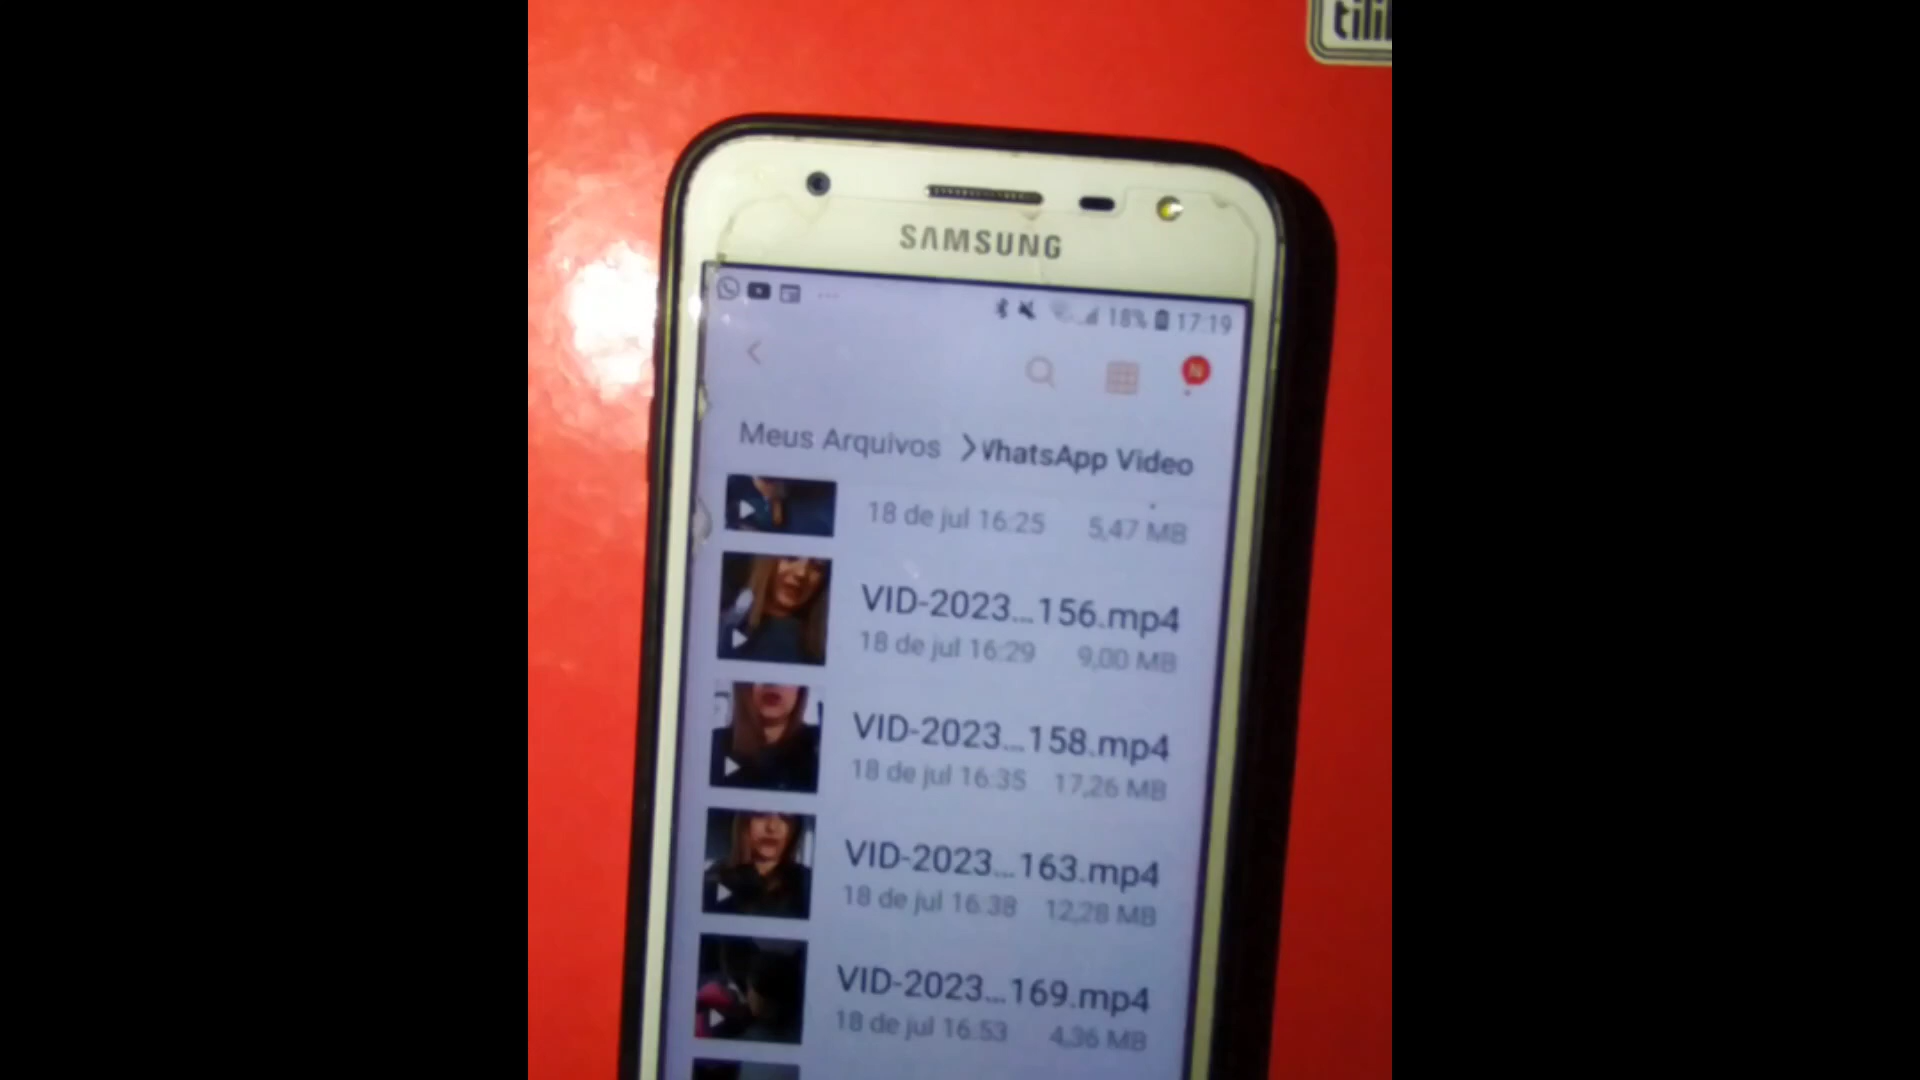 tili
SAMSUNG
18% 17:19
N
Meus Arquivos > WhatsApp Video
18 de jul 16:25 5,47 MB
VID-2023...156.mp4
18 de jul 16:29 9,00 MB
VID-2023...158.mp4
18 de jul 16:35 17,26 MB
VID-2023...163.mp4
18 de jul 16:38 12,28 MB
VID-2023...169.mp4
18 de jul 16:53 4,36 MB